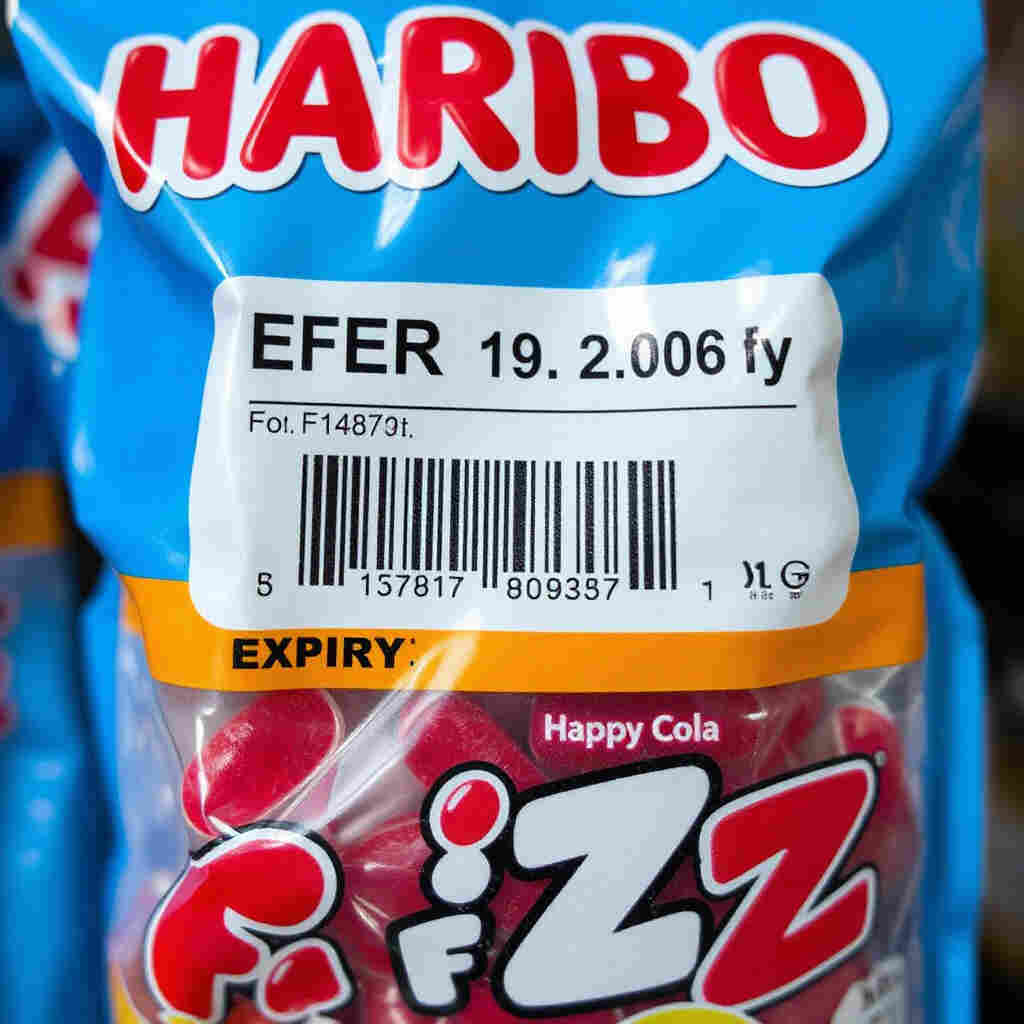 HARIBO
EFER 19. 2.006 fy
Fot. F14879t.
5 157817 809357 1
EXPIRY:
Happy Cola
FiZZ
F